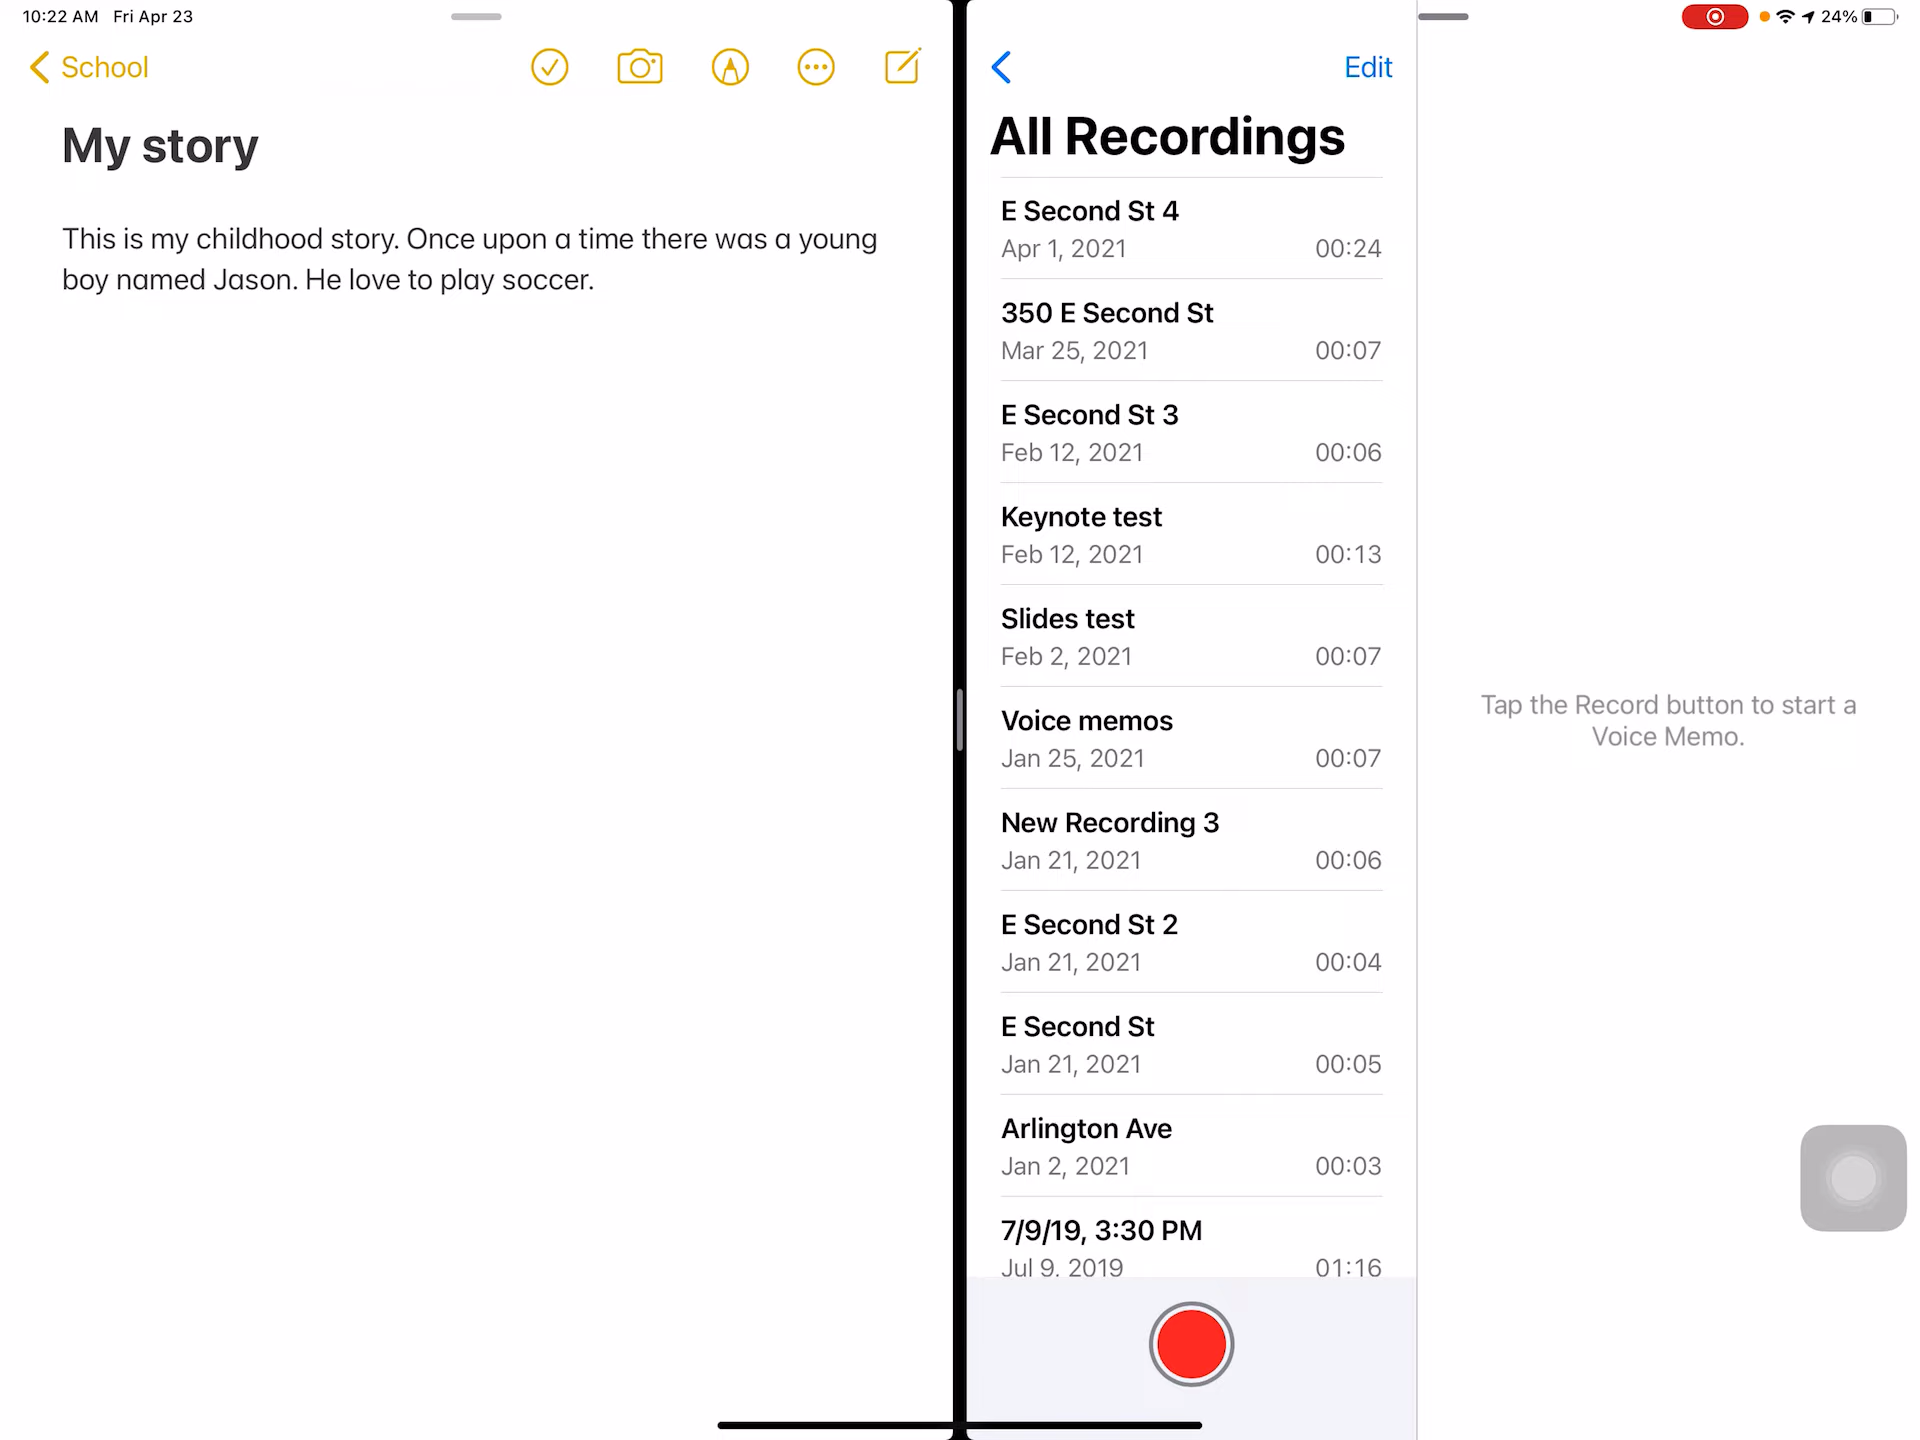 10:22 AM Fri Apr 23
24%
School
My story
This is my childhood story. Once upon a time there was a young
boy named Jason. He love to play soccer.
Edit
All Recordings
E Second St 4
Apr 1, 2021 00:24
350 E Second St
Mar 25, 2021 00:07
E Second St 3
Feb 12, 2021 00:06
Keynote test
Feb 12, 2021 00:13
Slides test
Feb 2, 2021 00:07
Voice memos
Jan 25, 2021 00:07
New Recording 3
Jan 21, 2021 00:06
E Second St 2
Jan 21, 2021 00:04
E Second St
Jan 21, 2021 00:05
Arlington Ave
Jan 2, 2021 00:03
7/9/19, 3:30 PM
Jul 9, 2019 01:16
Tap the Record button to start a
Voice Memo.